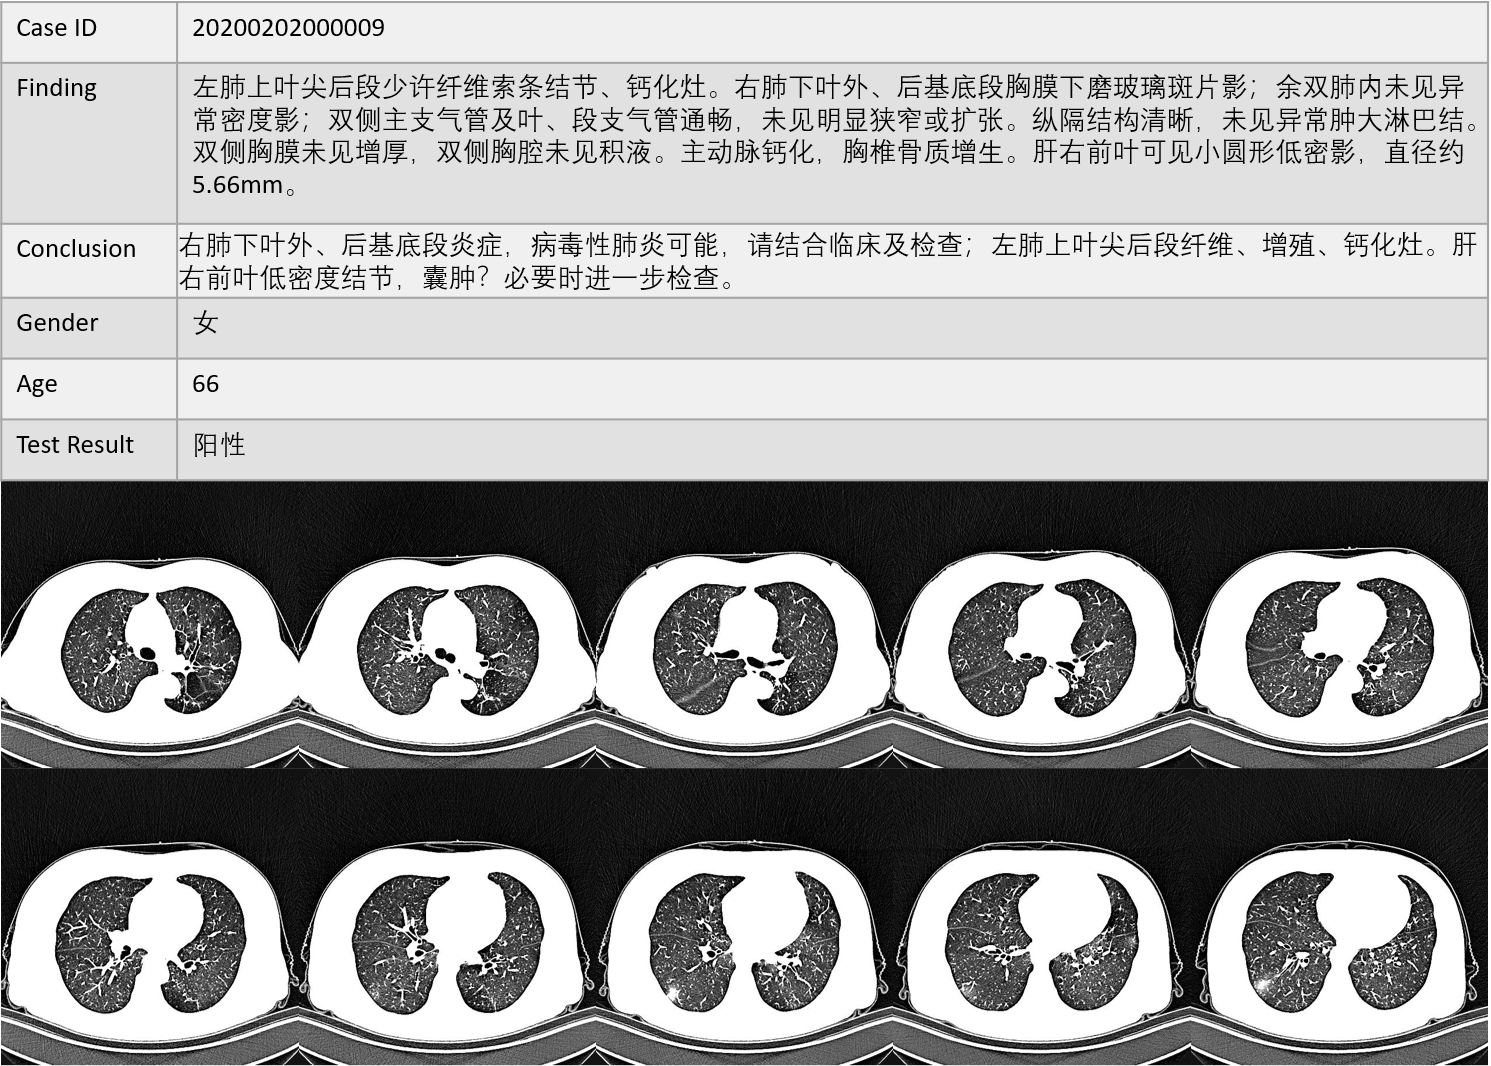 Case ID 20200202000009
Finding 左肺上叶尖后段少许纤维索条结节、钙化灶。右肺下叶外、后基底段胸膜下磨玻璃斑片影；余双肺内未见异
常密度影；双侧主支气管及叶、段支气管通畅，未见明显狭窄或扩张。纵隔结构清晰，未见异常肿大淋巴结。
双侧胸膜未见增厚，双侧胸腔未见积液。主动脉钙化，胸椎骨质增生。肝右前叶可见小圆形低密影，直径约
5.66mm。
Conclusion 右肺下叶外、后基底段炎症，病毒性肺炎可能，请结合临床及检查；左肺上叶尖后段纤维、增殖、钙化灶。肝
右前叶低密度结节，囊肿？必要时进一步检查。
Gender 女
Age 66
Test Result 阳性